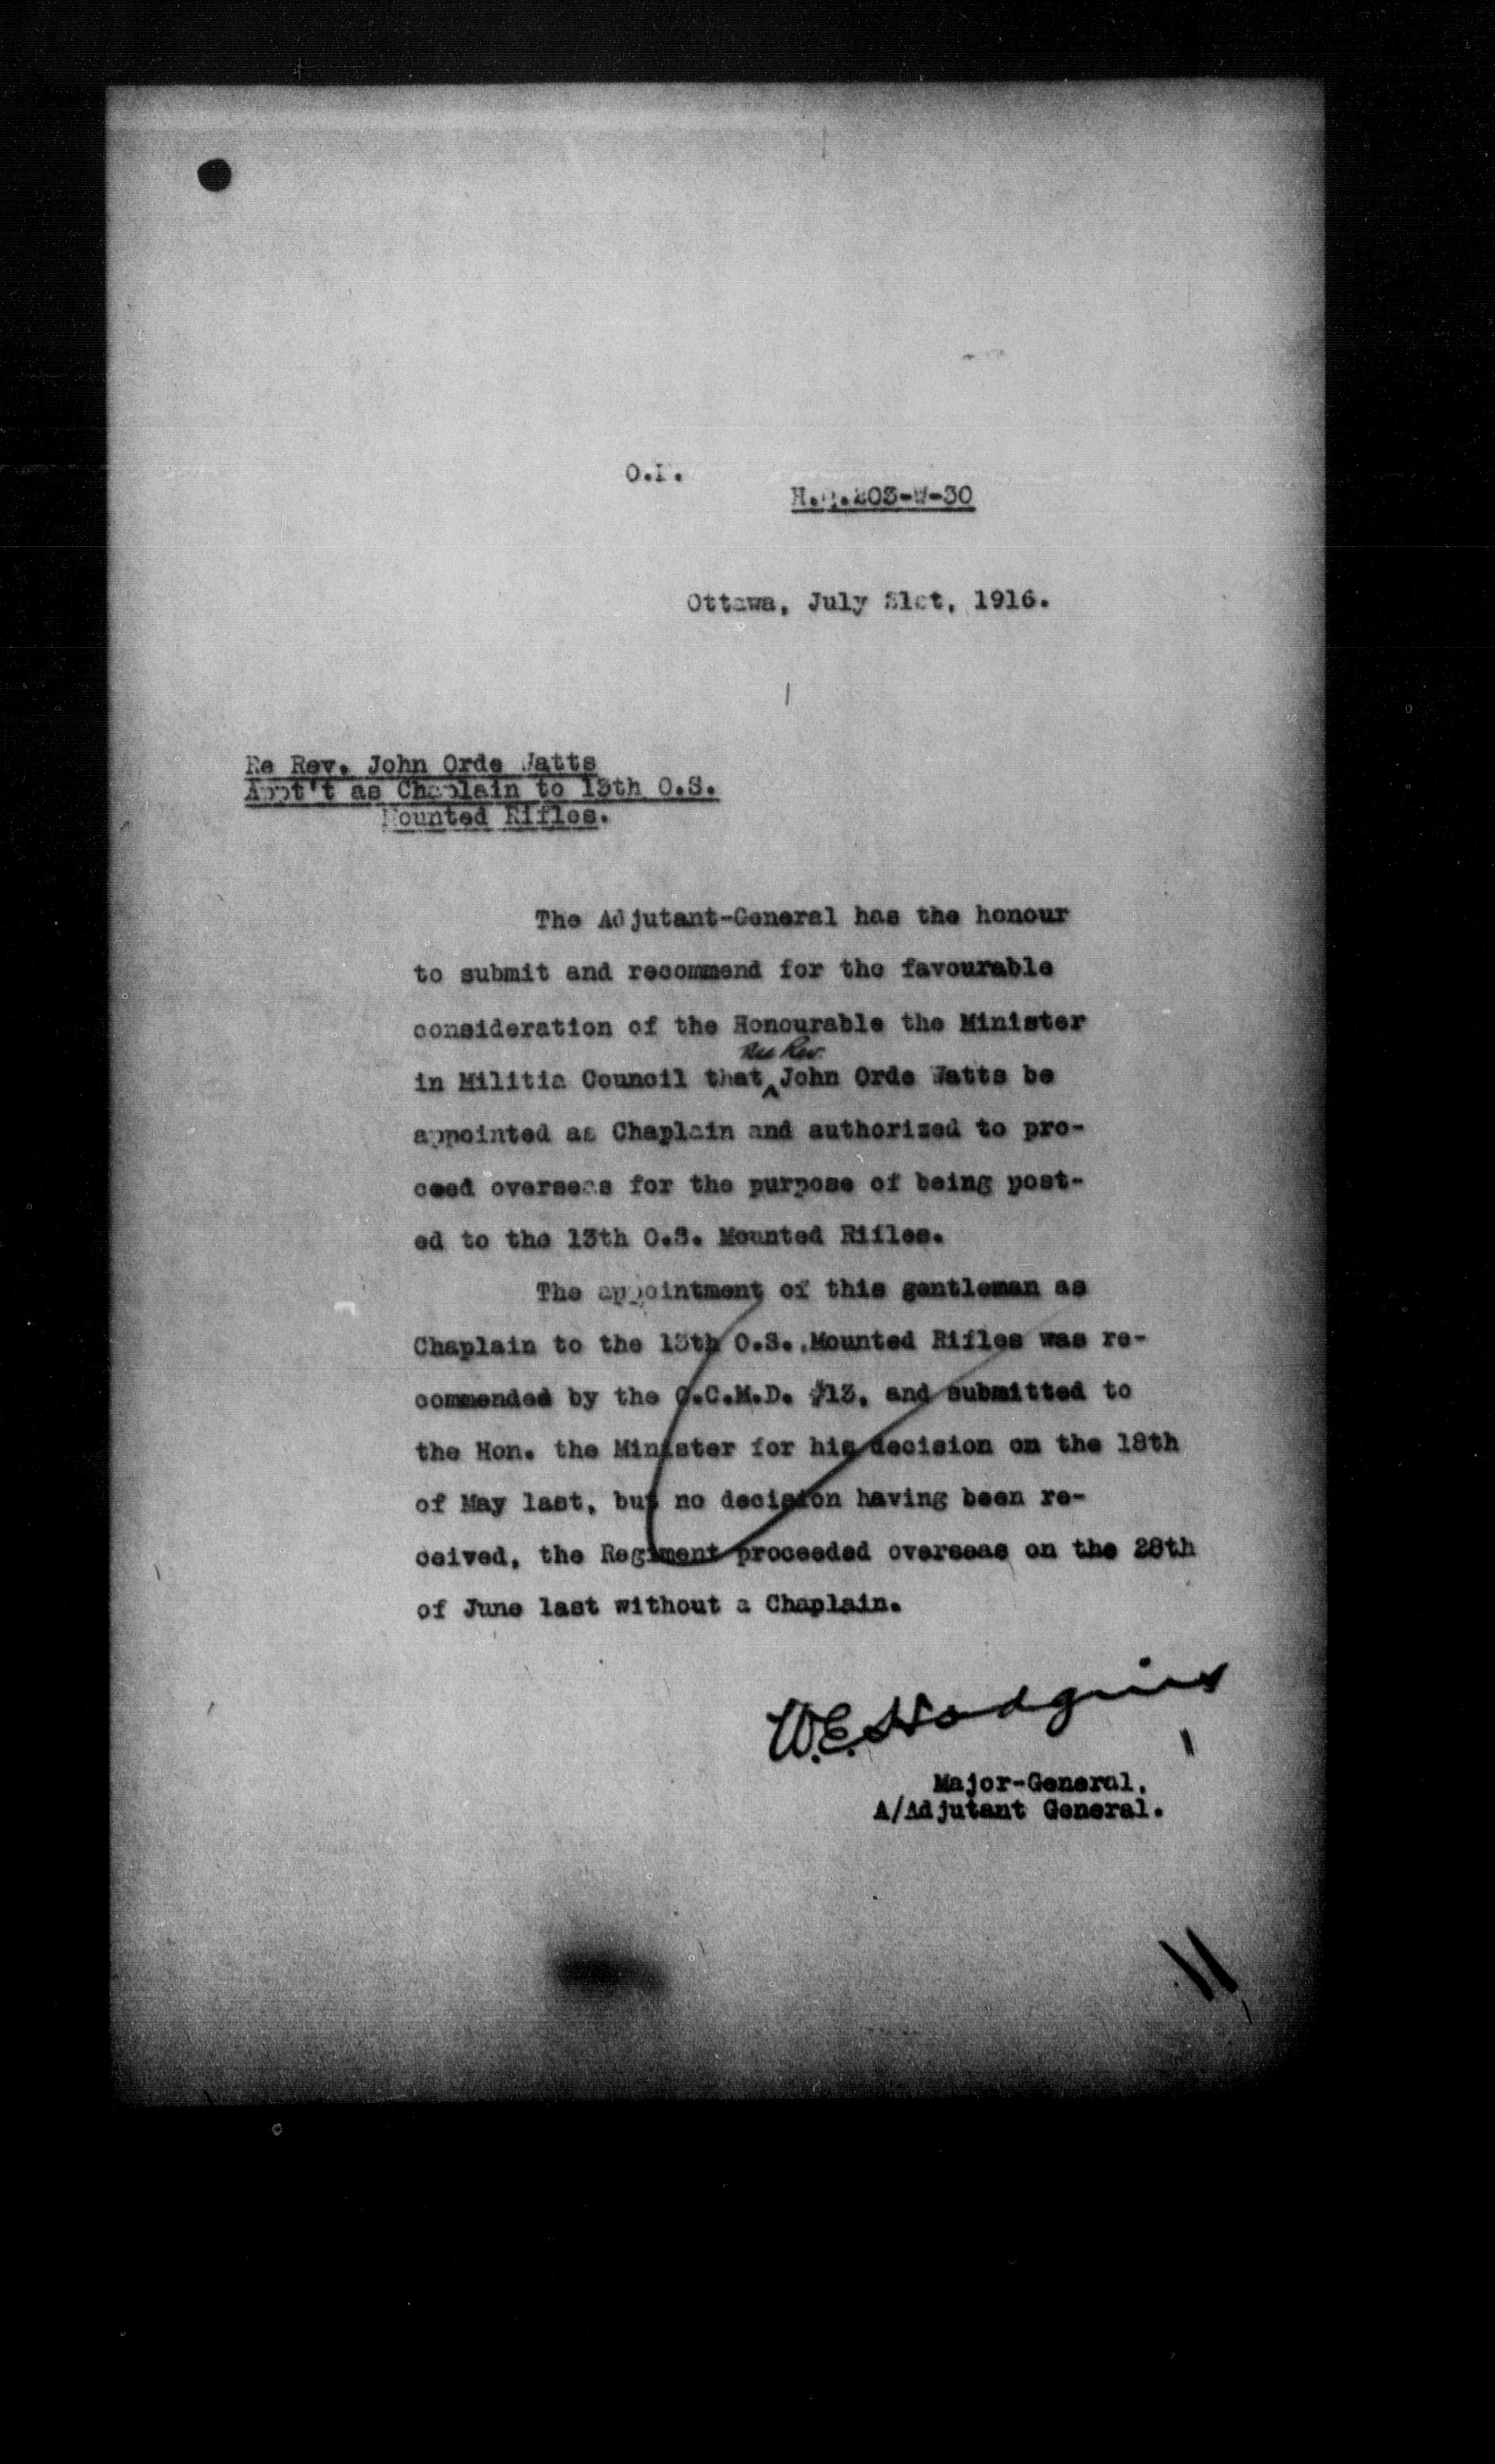 O.I.
H.Q.203-W-30
Ottawa, July 21st, 1916.
Re Rev. John Orde Watts
Appt't as Chaplain to 13th O.S.
Mounted Rifles.
The Adjutant-General has the honour
to submit and recommend for the favourable
consideration of the Honourable the Minister
the Rev.
in Militia Council that ^ John Orde Watts be
appointed as Chaplain and authorized to pro-
ceed overseas for the purpose of being post-
ed to the 13th O.S. Mounted Rifles.
The appointment of this gentleman as
Chaplain to the 13th O.S. Mounted Rifles was re-
commended by the O.C.M.D. #13, and submitted to
the Hon. the Minister for his decision on the 18th
of May last, but no decision having been re-
ceived, the Regiment proceeded overseas on the 28th
of June last without a Chaplain.
W.E. Hodgins
Major-General,
A/Adjutant General.